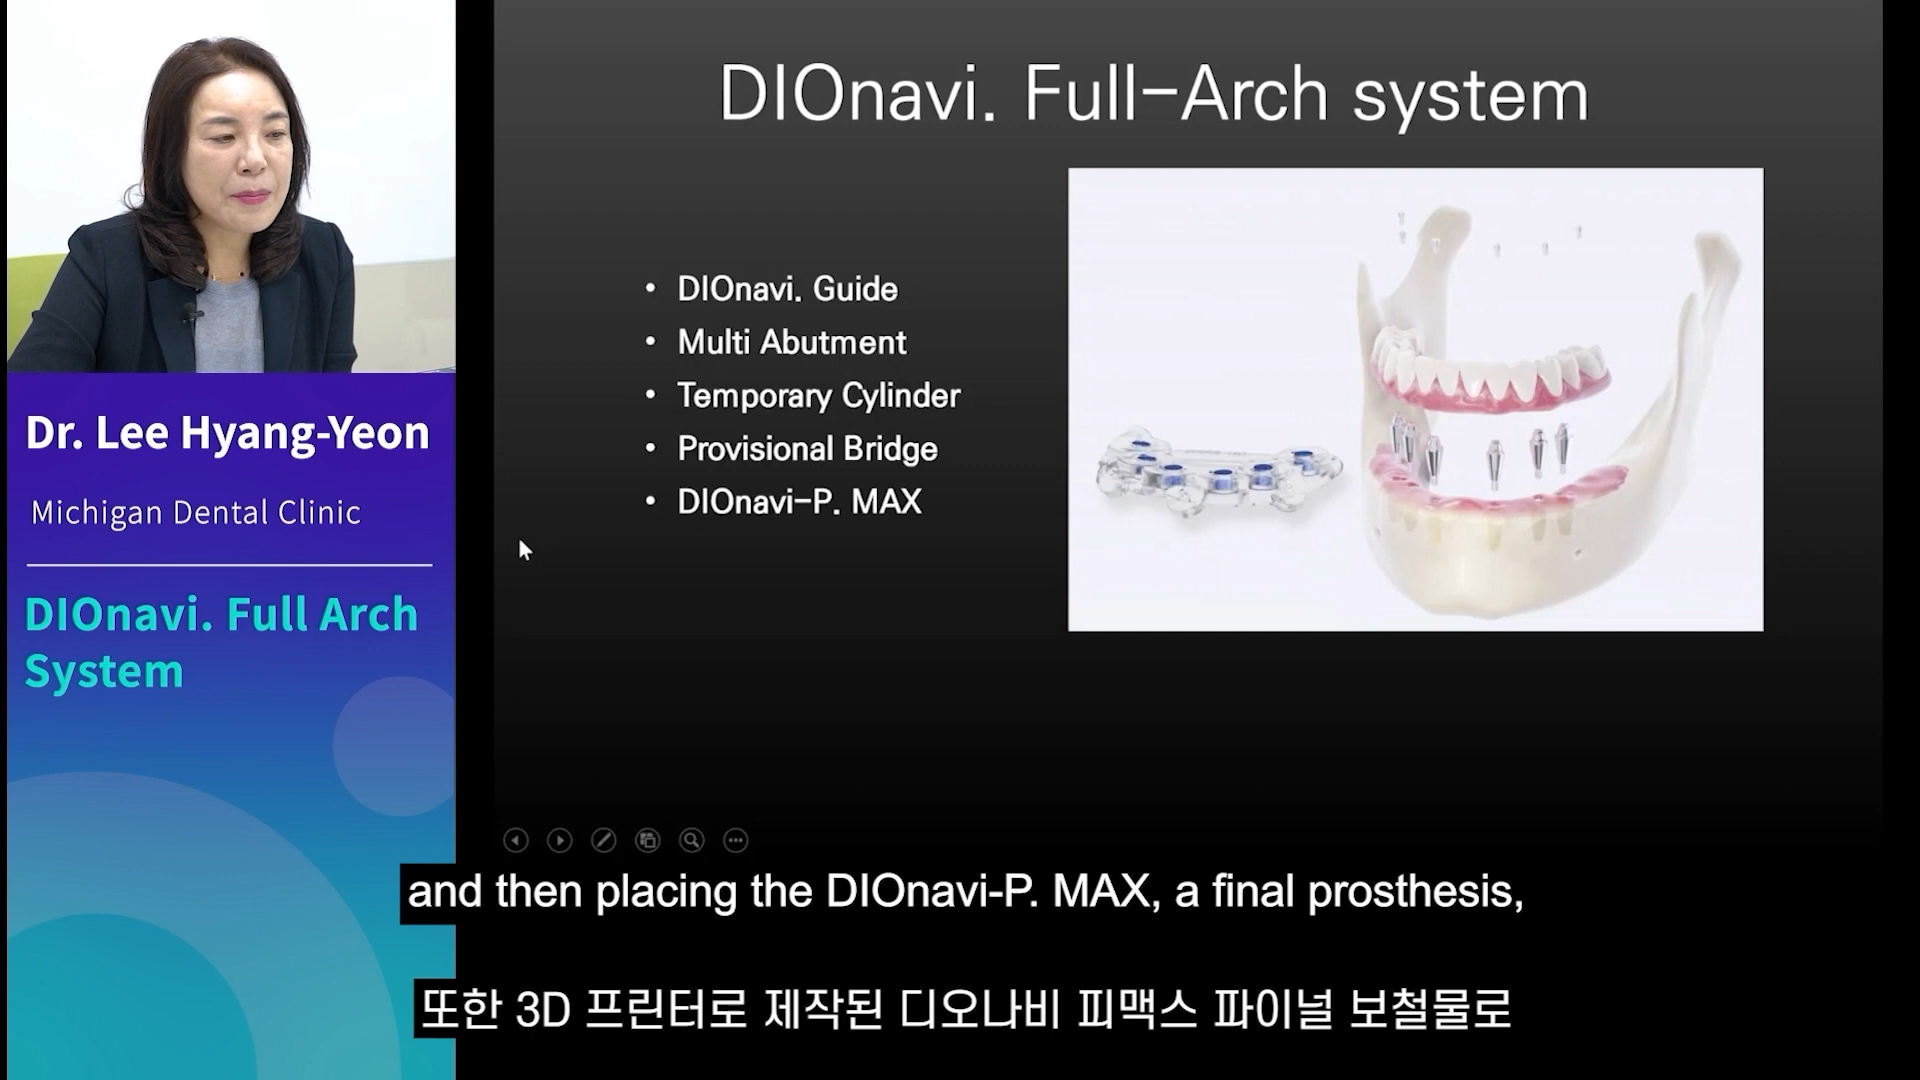 Dr. Lee Hyang-Yeon
Michigan Dental Clinic
DIOnavi. Full Arch
System
DIOnavi. Full-Arch system
• DIOnavi. Guide
• Multi Abutment
• Temporary Cylinder
• Provisional Bridge
• DIOnavi-P. MAX
and then placing the DIOnavi-P. MAX, a final prosthesis,
또한 3D 프린터로 제작된 디오나비 피맥스 파이널 보철물로